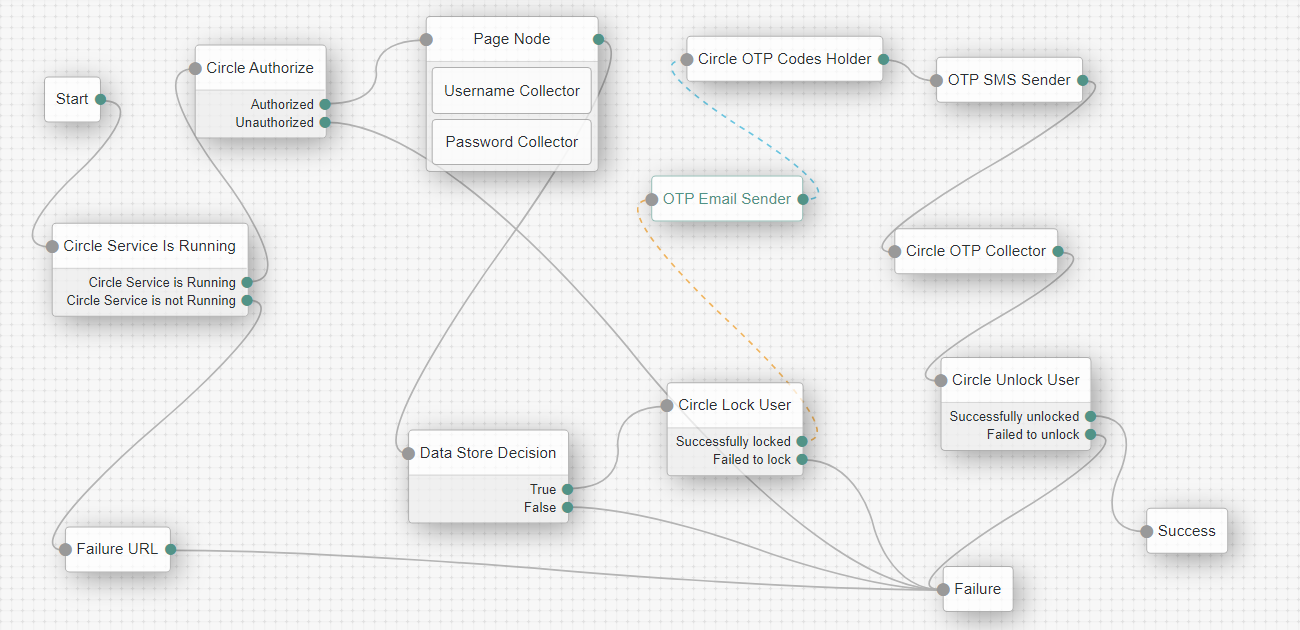 Start
Circle Authorize
Authorized
Unauthorized
Page Node
Username Collector
Password Collector
Circle OTP Codes Holder
OTP SMS Sender
OTP Email Sender
Circle Service Is Running
Circle Service is Running
Circle Service is not Running
Circle OTP Collector
Circle Unlock User
Successfully unlocked
Failed to unlock
Circle Lock User
Successfully locked
Failed to lock
Data Store Decision
True
False
Failure URL
Success
Failure